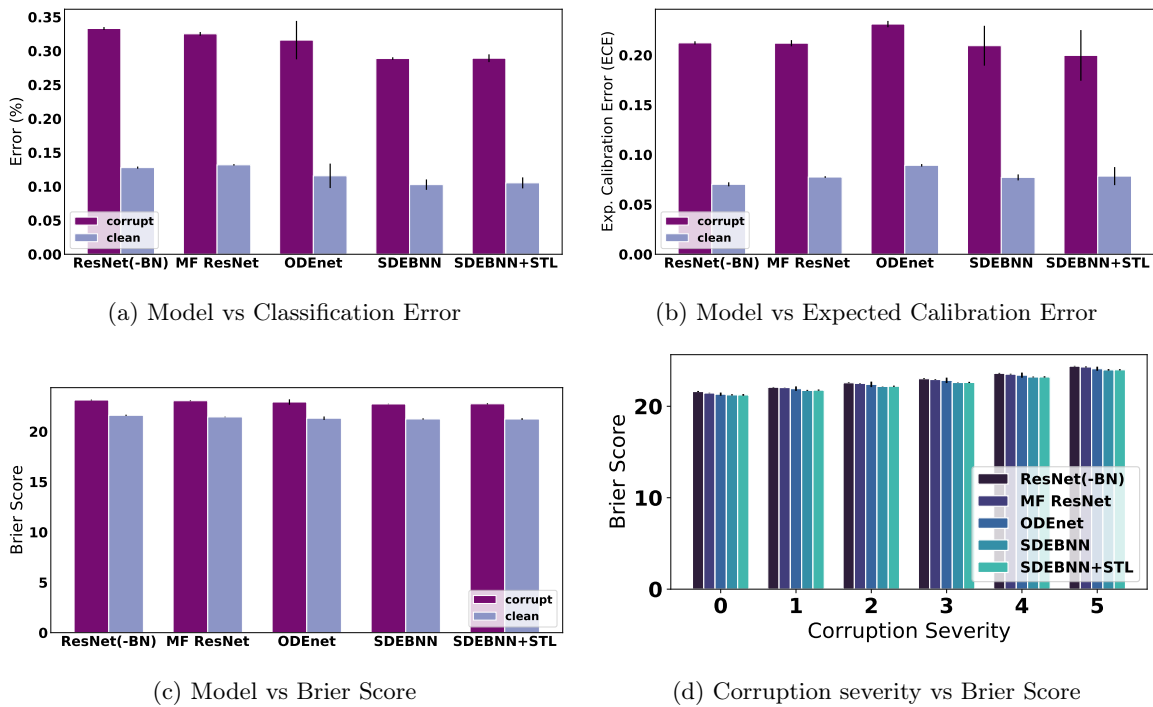 0.35
0.30
0.25
0.20
0.15
0.10
0.05
0.00
Error (%)
corrupt
clean
ResNet(-BN) MF ResNet ODEnet SDEBNN SDEBNN+STL
(a) Model vs Classification Error
0.20
0.15
0.10
0.05
0.00
Exp. Calibration Error (ECE)
corrupt
clean
ResNet(-BN) MF ResNet ODEnet SDEBNN SDEBNN+STL
(b) Model vs Expected Calibration Error
20
15
10
5
0
Brier Score
corrupt
clean
ResNet(-BN) MF ResNet ODEnet SDEBNN SDEBNN+STL
(c) Model vs Brier Score
20
10
0
Brier Score
ResNet(-BN)
MF ResNet
ODEnet
SDEBNN
SDEBNN+STL
0 1 2 3 4 5
Corruption Severity
(d) Corruption severity vs Brier Score